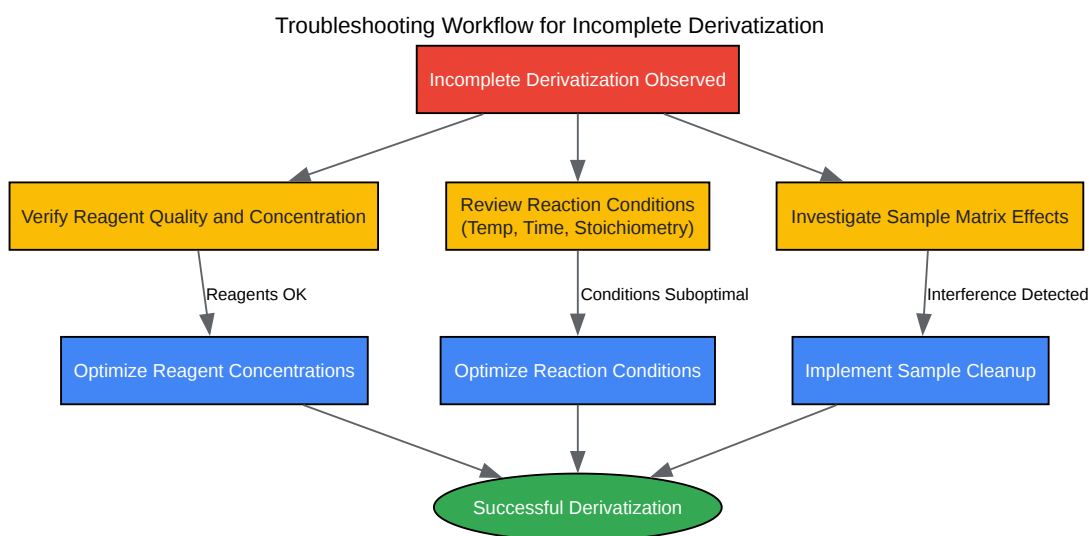 Troubleshooting Workflow for Incomplete Derivatization
Incomplete Derivatization Observed
Verify Reagent Quality and Concentration
Review Reaction Conditions
(Temp, Time, Stoichiometry)
Investigate Sample Matrix Effects
Reagents OK
Conditions Suboptimal
Interference Detected
Optimize Reagent Concentrations
Optimize Reaction Conditions
Implement Sample Cleanup
Successful Derivatization